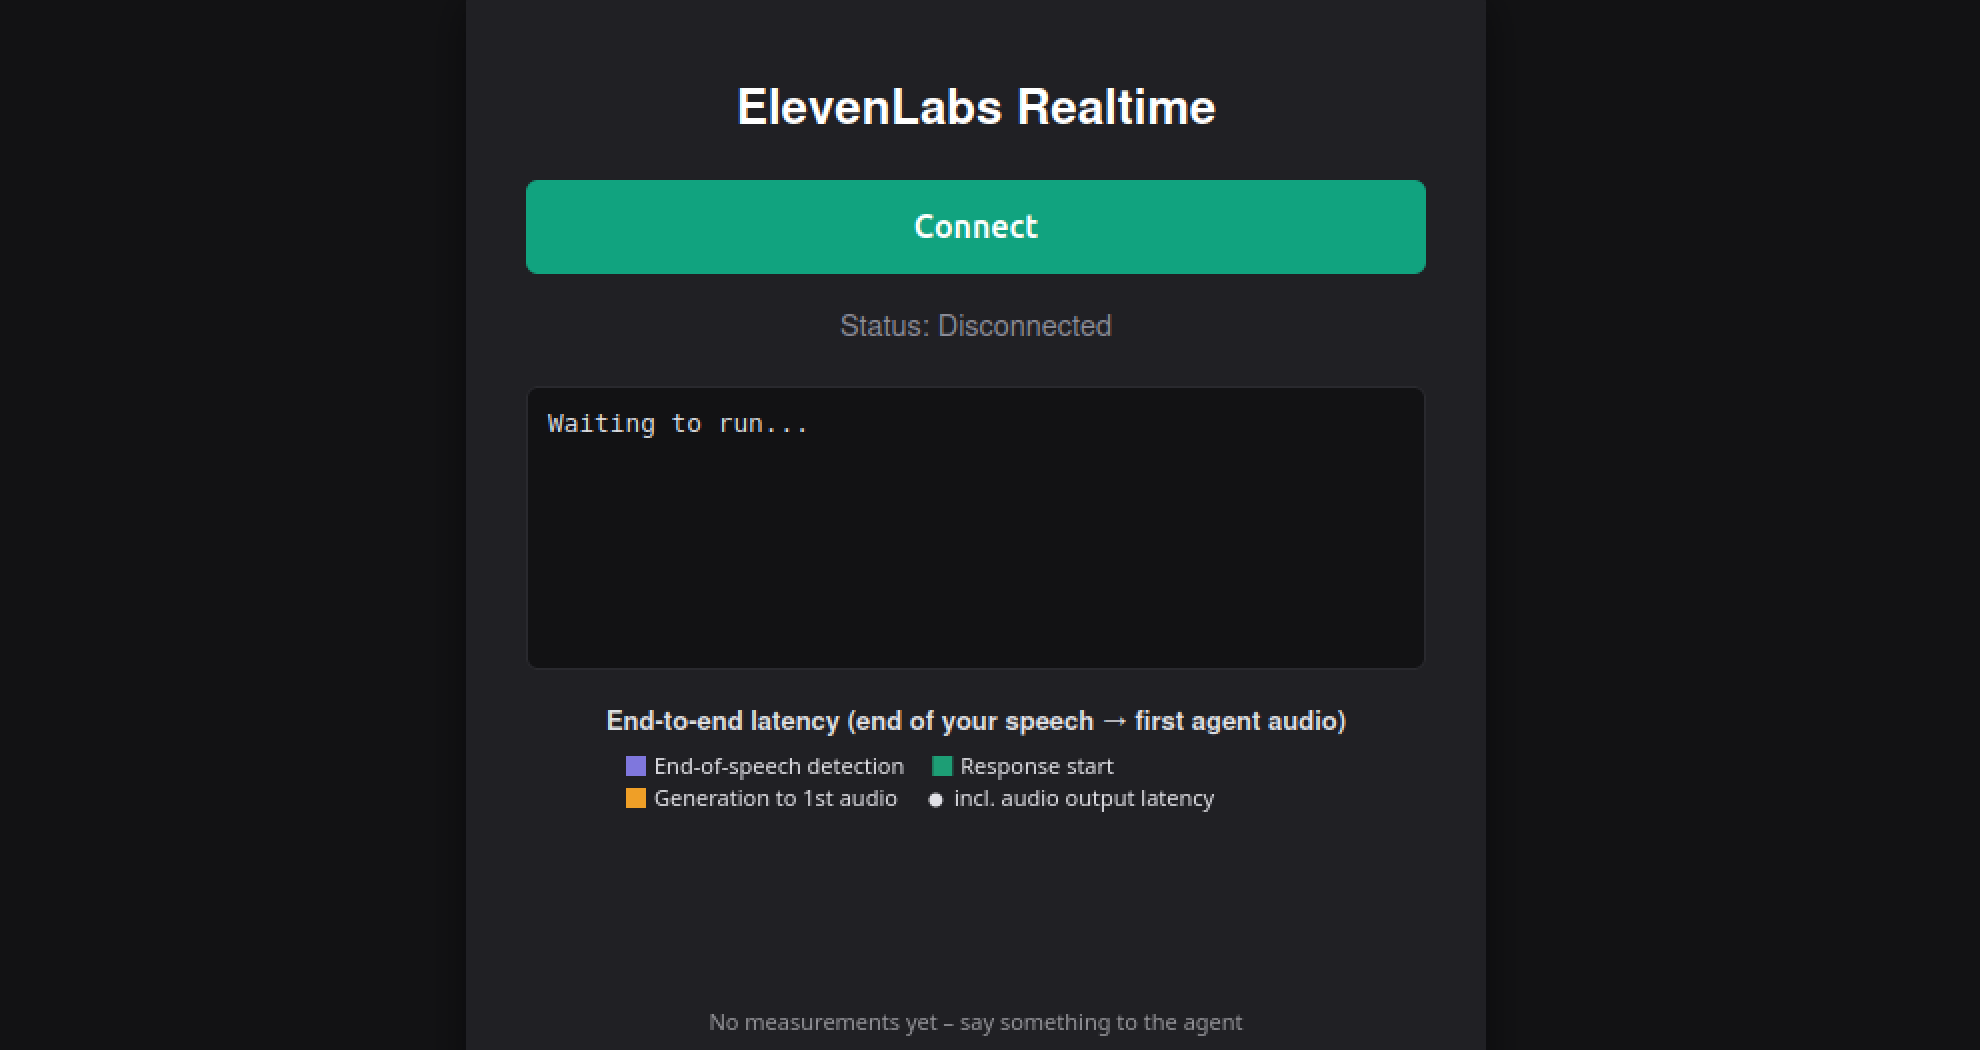 ElevenLabs Realtime
Connect
Status: Disconnected
Waiting to run...
End-to-end latency (end of your speech → first agent audio)
End-of-speech detection Response start
Generation to 1st audio incl. audio output latency
No measurements yet – say something to the agent